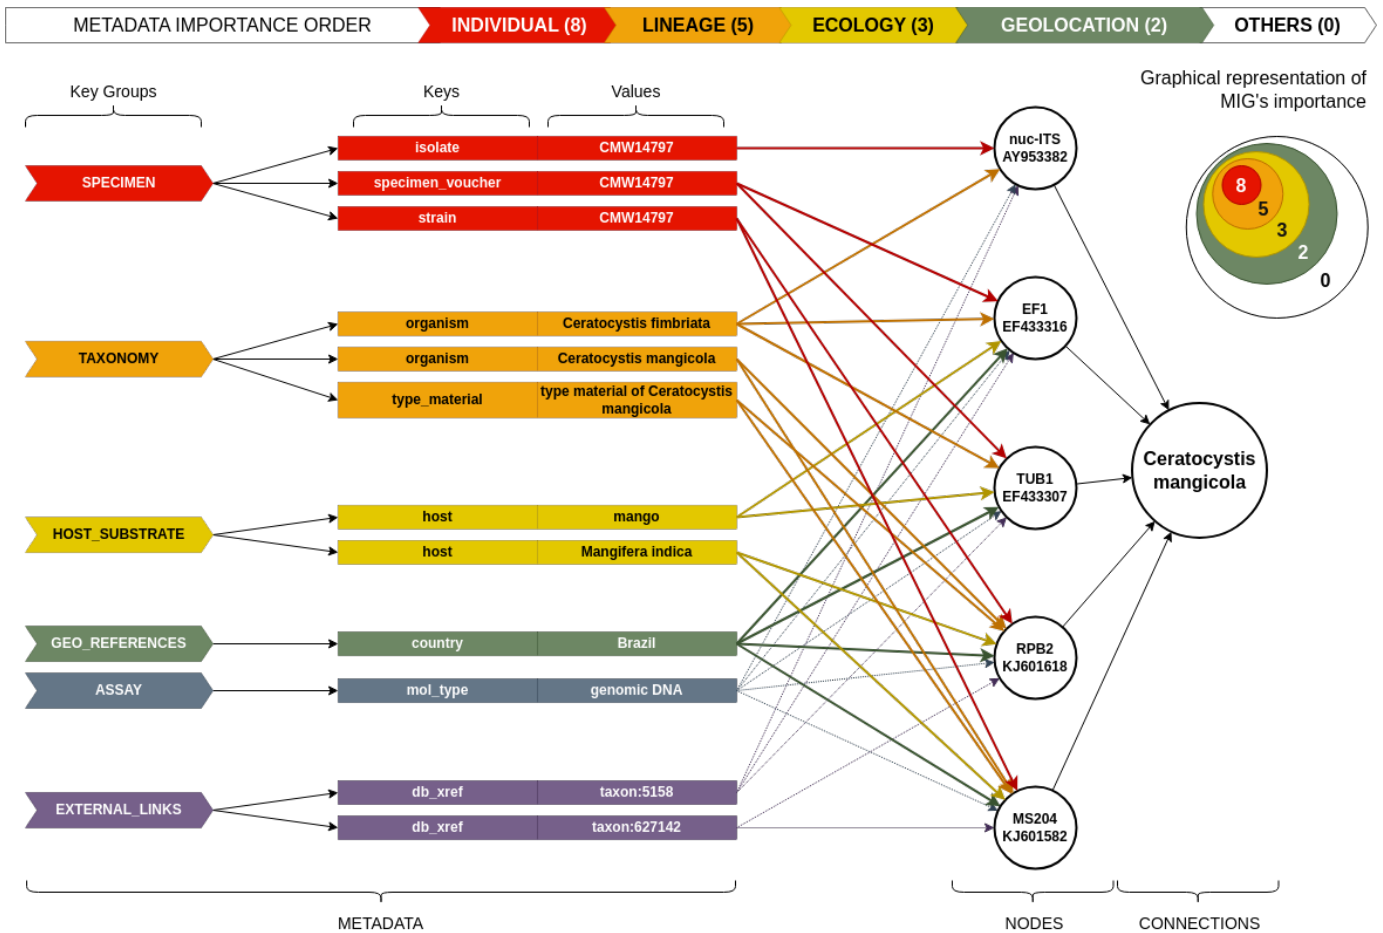 METADATA IMPORTANCE ORDER INDIVIDUAL (8) LINEAGE (5) ECOLOGY (3) GEOLOCATION (2) OTHERS (0)
Graphical representation of
MIG's importance
8
5
3
2
0
Key Groups Keys Values
SPECIMEN
isolate CMW14797
specimen_voucher CMW14797
strain CMW14797
TAXONOMY
organism Ceratocystis fimbriata
organism Ceratocystis mangicola
type_material type material of Ceratocystis
mangicola
HOST_SUBSTRATE
host mango
host Mangifera indica
GEO_REFERENCES
country Brazil
ASSAY
mol_type genomic DNA
EXTERNAL_LINKS
db_xref taxon:5158
db_xref taxon:627142
nuc-ITS
AY953382
EF1
EF433316
TUB1
EF433307
RPB2
KJ601618
MS204
KJ601582
Ceratocystis
mangicola
METADATA NODES CONNECTIONS